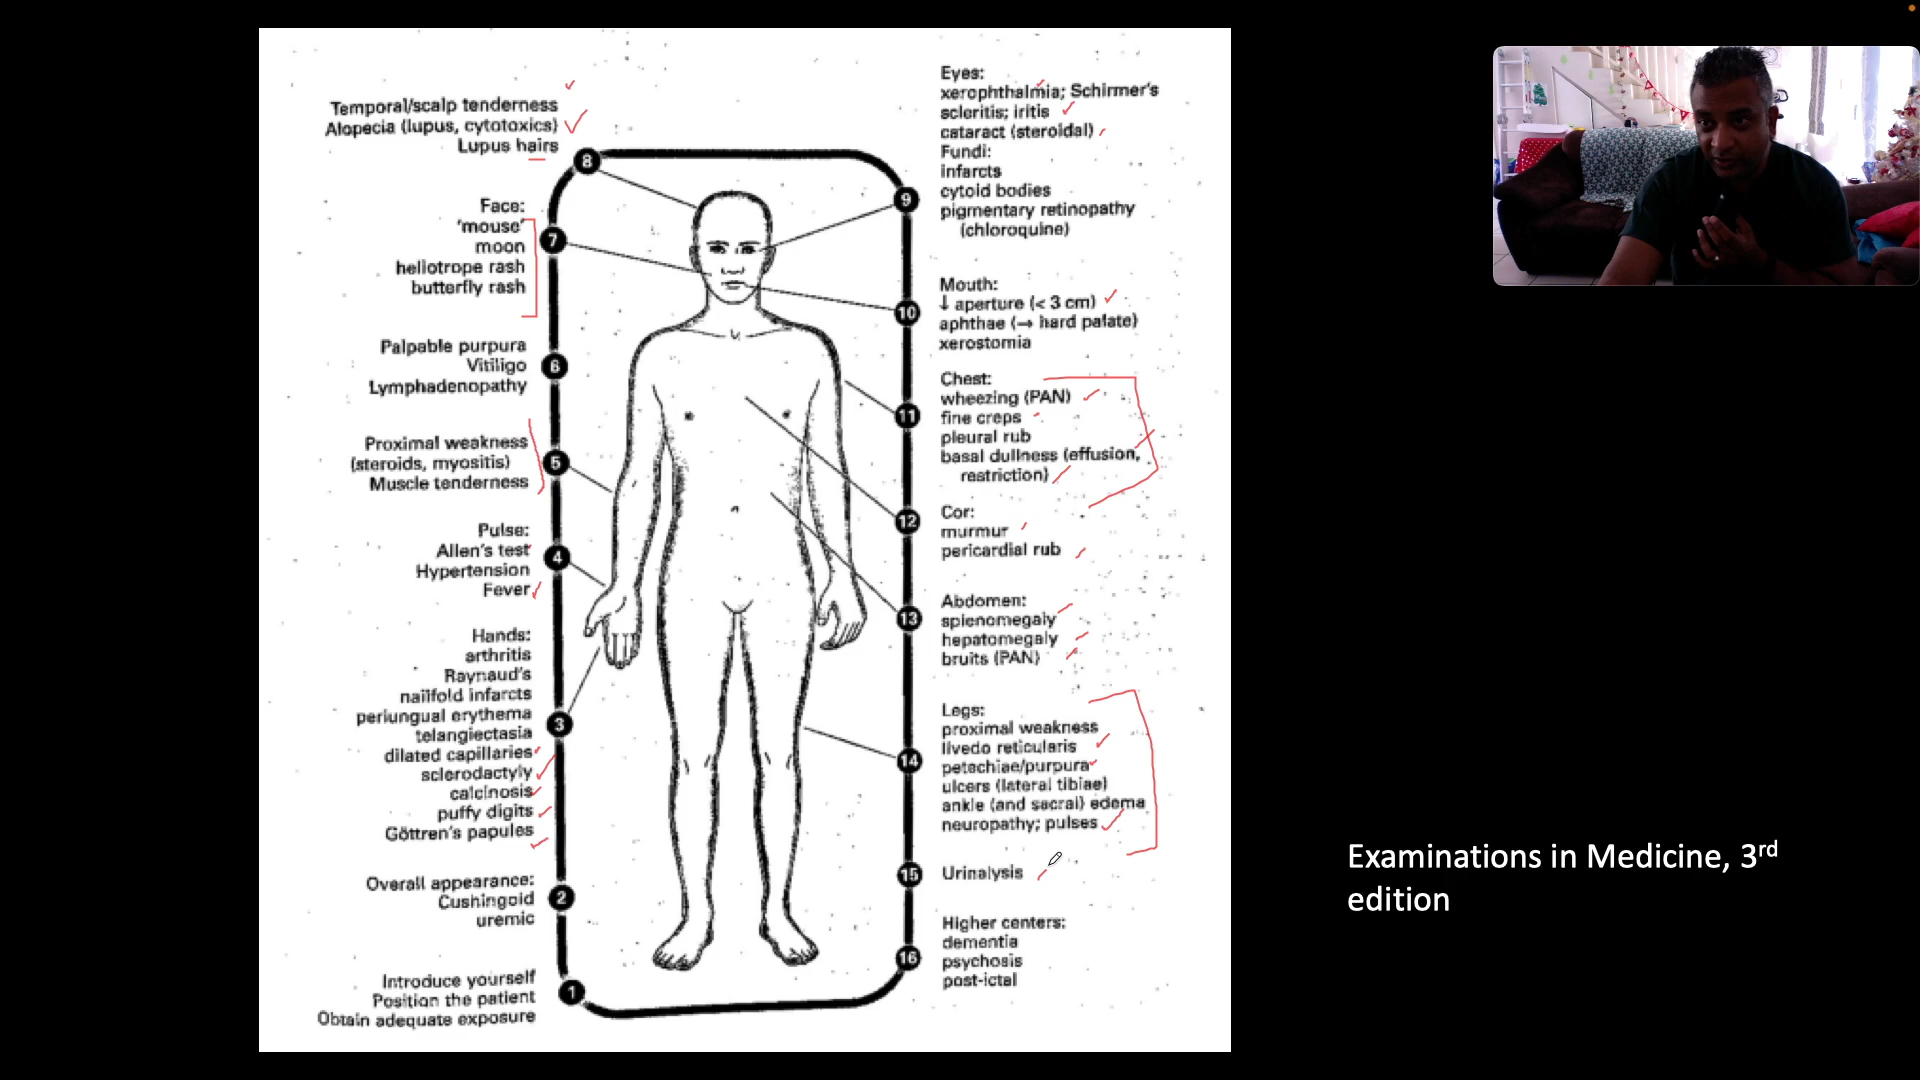 Temporal/scalp tenderness
Alopecia (lupus, cytotoxics)
Lupus hairs
8
Face:
'mouse'
moon
heliotrope rash
butterfly rash
7
Palpable purpura
Vitiligo
Lymphadenopathy
6
Proximal weakness
(steroids, myositis)
Muscle tenderness
5
Pulse:
Allen's test
Hypertension
Fever
4
Hands:
arthritis
Raynaud's
nailfold infarcts
periungual erythema
telangiectasia
dilated capillaries
sclerodactyly
calcinosis
puffy digits
Göttren's papules
3
Overall appearance:
Cushingoid
uremic
2
Introduce yourself
Position the patient
Obtain adequate exposure
1
Eyes:
xerophthalmia; Schirmer's
scleritis; iritis
cataract (steroidal)
Fundi:
infarcts
cytoid bodies
pigmentary retinopathy
(chloroquine)
9
Mouth:
↓ aperture (< 3 cm)
aphthae (→ hard palate)
xerostomia
10
Chest:
wheezing (PAN)
fine creps
pleural rub
basal dullness (effusion,
restriction)
11
Cor:
murmur
pericardial rub
12
Abdomen:
splenomegaly
hepatomegaly
bruits (PAN)
13
Legs:
proximal weakness
livedo reticularis
petechiae/purpura
ulcers (lateral tibiae)
ankle (and sacral) edema
neuropathy; pulses
14
Urinalysis
15
Higher centers:
dementia
psychosis
post-ictal
16
Examinations in Medicine, 3rd
edition